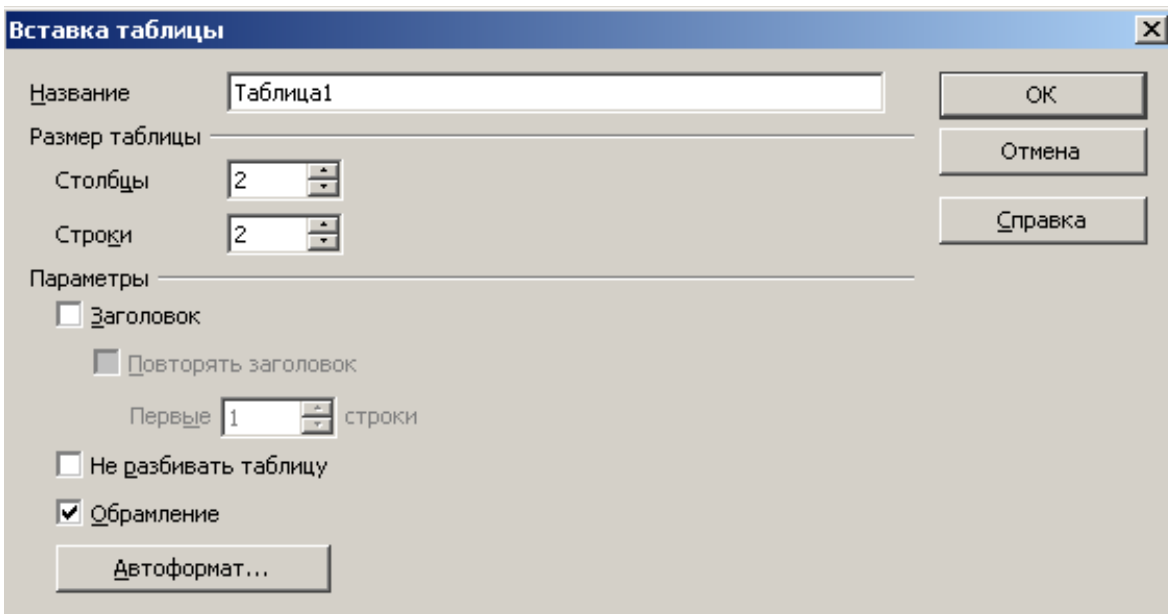 Вставка таблицы
Название Таблица1
Размер таблицы
Столбцы 2
Строки 2
Параметры
Заголовок
Повторять заголовок
Первые 1 строки
Не разбивать таблицу
Обрамление
Автоформат...
ОК
Отмена
Справка